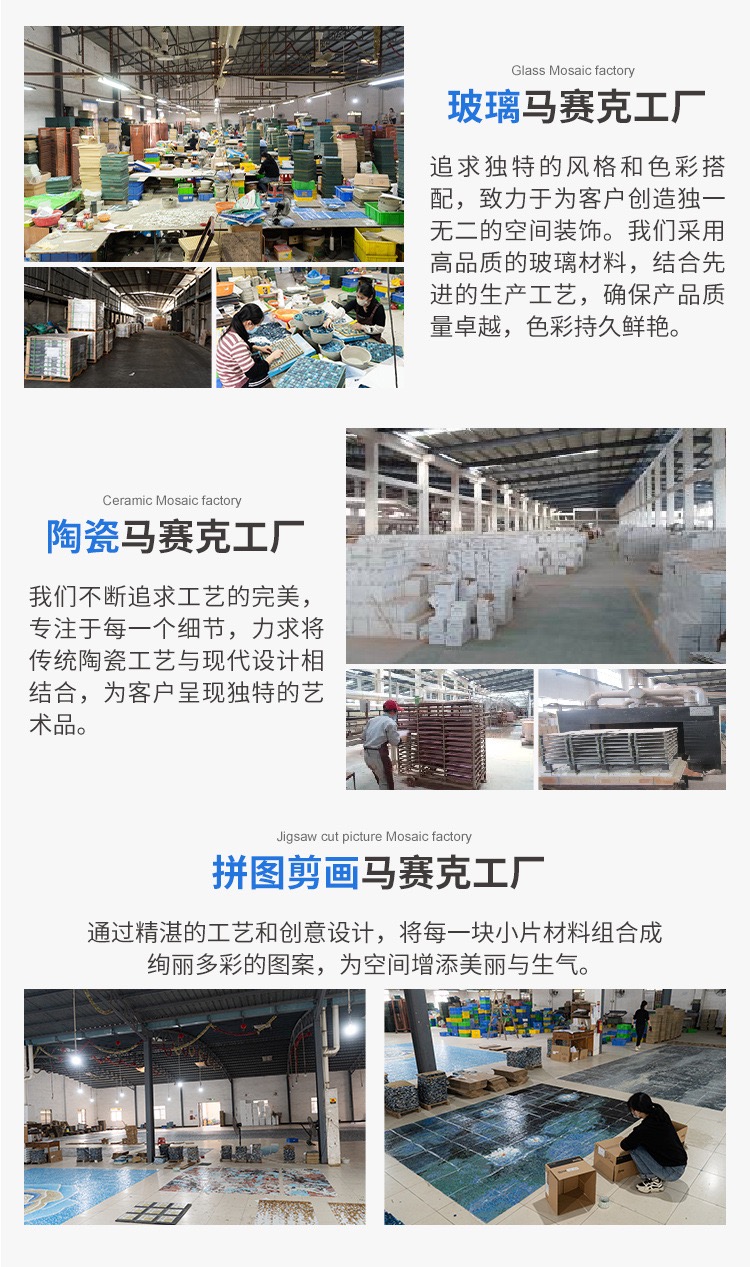 Glass Mosaic factory
玻璃马赛克工厂
追求独特的风格和色彩搭
配，致力于为客户创造独一
无二的空间装饰。我们采用
高品质的玻璃材料，结合先
进的生产工艺，确保产品质
量卓越，色彩持久鲜艳。
Ceramic Mosaic factory
陶瓷马赛克工厂
我们不断追求工艺的完美，
专注于每一个细节，力求将
传统陶瓷工艺与现代设计相
结合，为客户呈现独特的艺
术品。
Jigsaw cut picture Mosaic factory
拼图剪画马赛克工厂
通过精湛的工艺和创意设计，将每一块小片材料组合成
绚丽多彩的图案，为空间增添美丽与生气。